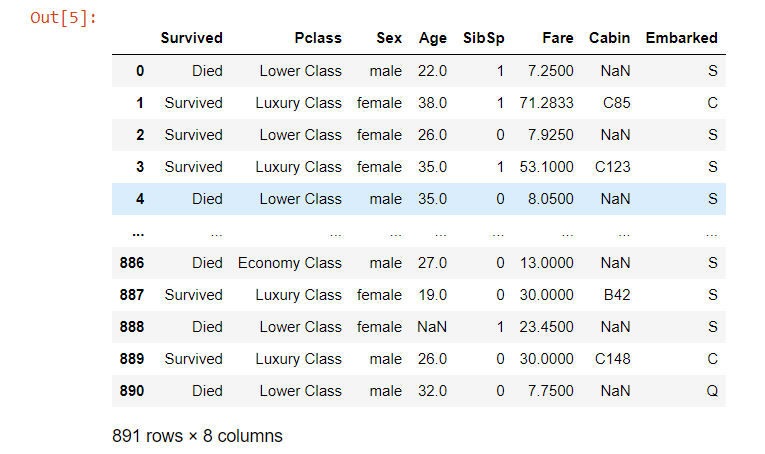 Out[5]:
Survived Pclass Sex Age SibSp Fare Cabin Embarked
0 Died Lower Class male 22.0 1 7.2500 NaN S
1 Survived Luxury Class female 38.0 1 71.2833 C85 C
2 Survived Lower Class female 26.0 0 7.9250 NaN S
3 Survived Luxury Class female 35.0 1 53.1000 C123 S
4 Died Lower Class male 35.0 0 8.0500 NaN S
... ... ... ... ... ... ... ... ...
886 Died Economy Class male 27.0 0 13.0000 NaN S
887 Survived Luxury Class female 19.0 0 30.0000 B42 S
888 Died Lower Class female NaN 1 23.4500 NaN S
889 Survived Luxury Class male 26.0 0 30.0000 C148 C
890 Died Lower Class male 32.0 0 7.7500 NaN Q
891 rows × 8 columns